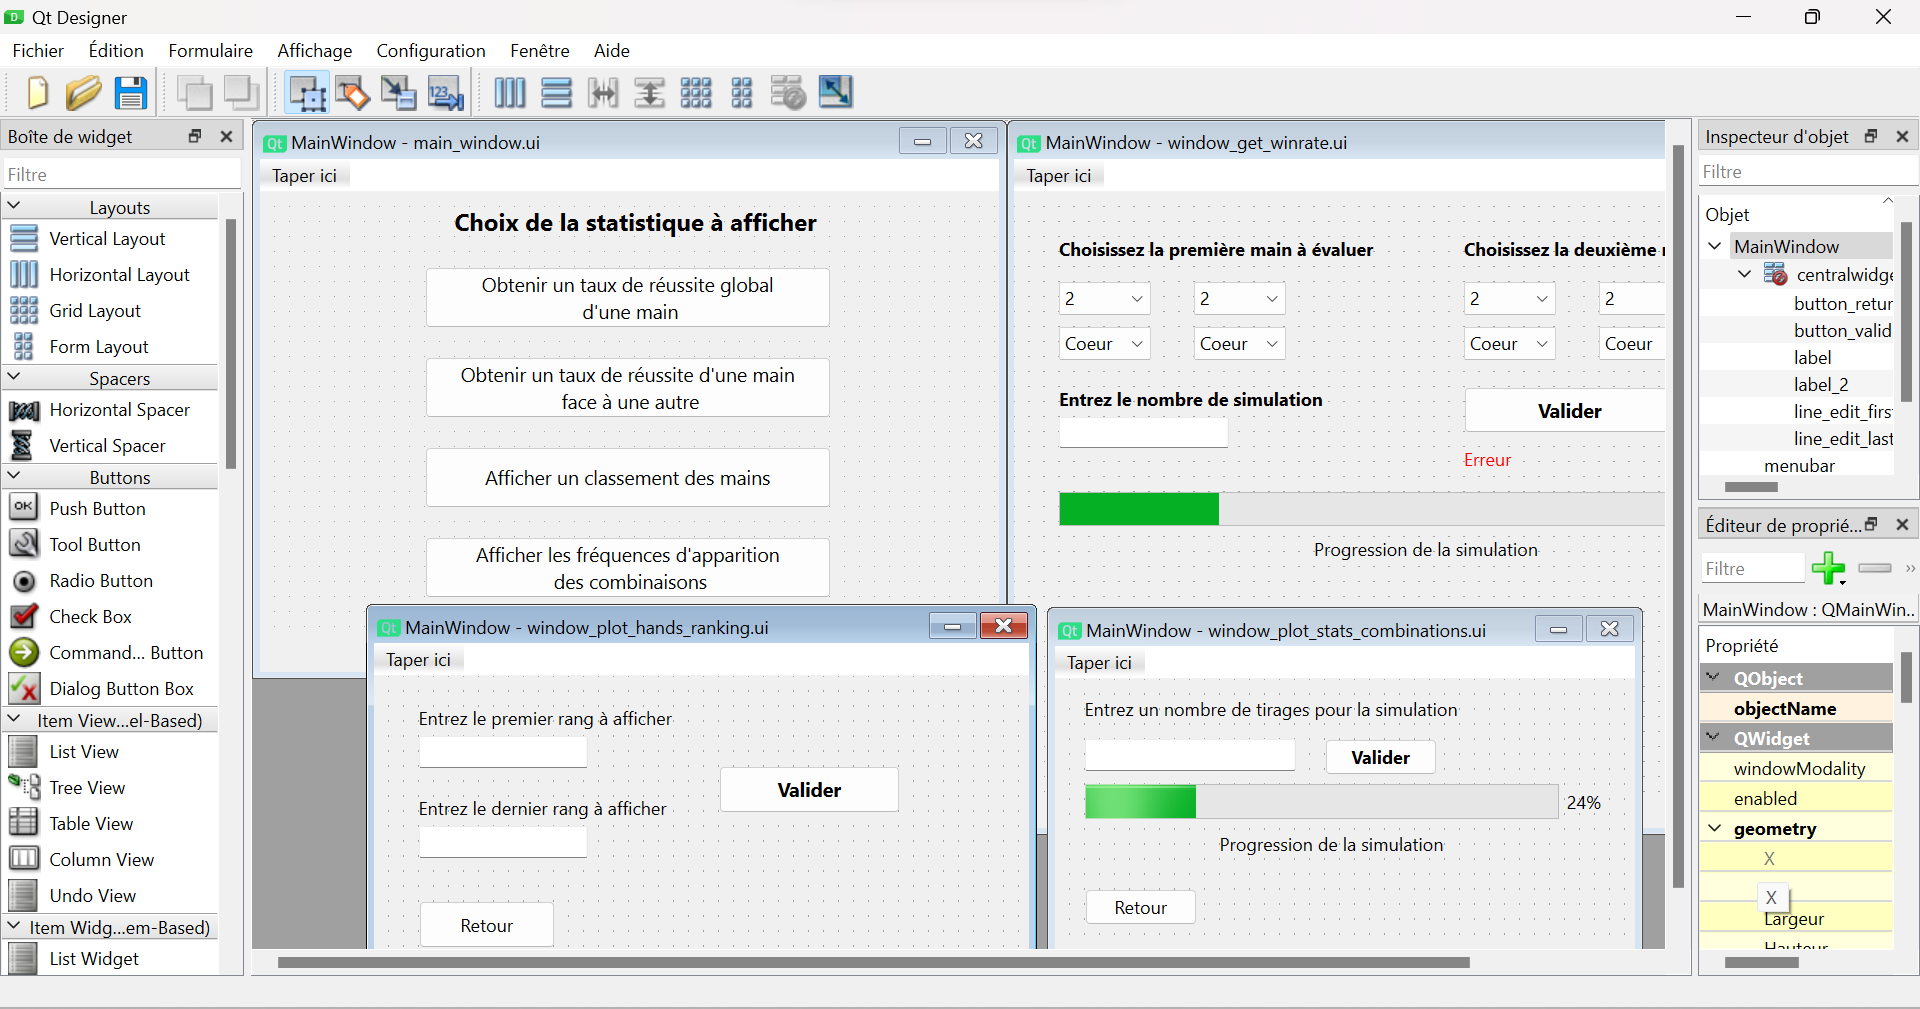 Qt Designer
Fichier Édition Formulaire Affichage Configuration Fenêtre Aide
123
Boîte de widget
Filtre
Layouts
Vertical Layout
Horizontal Layout
Grid Layout
Form Layout
Spacers
Horizontal Spacer
Vertical Spacer
Buttons
OK Push Button
Tool Button
Radio Button
Check Box
Command... Button
Dialog Button Box
Item View...el-Based)
List View
Tree View
Table View
Column View
Undo View
Item Widg...em-Based)
List Widget
Qt MainWindow - main_window.ui
Taper ici
Choix de la statistique à afficher
Obtenir un taux de réussite global
d'une main
Obtenir un taux de réussite d'une main
face à une autre
Afficher un classement des mains
Afficher les fréquences d'apparition
des combinaisons
Qt MainWindow - window_get_winrate.ui
Taper ici
Choisissez la première main à évaluer
Choisissez la deuxième
2 2 2 2
Coeur Coeur Coeur Coeur
Entrez le nombre de simulation
Valider
Erreur
Progression de la simulation
Qt MainWindow - window_plot_hands_ranking.ui
Taper ici
Entrez le premier rang à afficher
Entrez le dernier rang à afficher
Valider
Retour
Qt MainWindow - window_plot_stats_combinations.ui
Taper ici
Entrez un nombre de tirages pour la simulation
Valider
24%
Progression de la simulation
Retour
Inspecteur d'objet
Filtre
Objet
MainWindow
centralwidge
button_retur
button_valid
label
label_2
line_edit_firs
line_edit_last
menubar
Éditeur de proprié...
Filtre
MainWindow : QMainWin..
Propriété
QObject
objectName
QWidget
windowModality
enabled
geometry
X
X
Largeur
Hauteur